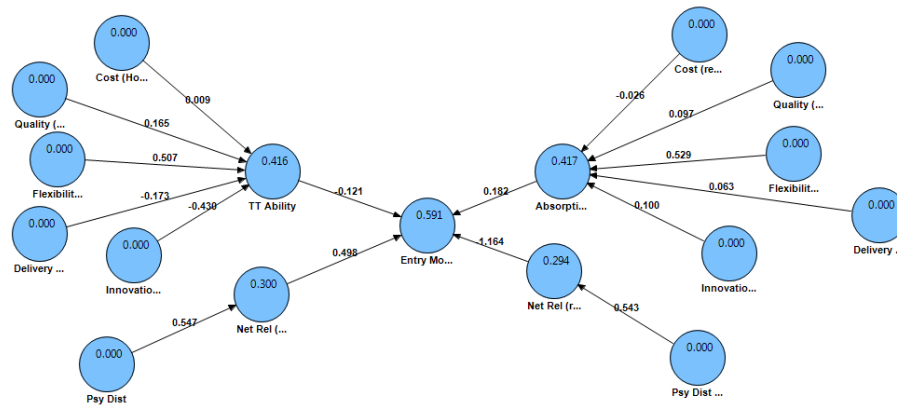 0.000
Cost (Ho...
0.000
Cost (re...
0.000
Quality (...
0.000
Quality (...
0.009
-0.026
0.097
0.165
0.000
Flexibilit...
0.507
0.416
TT Ability
0.417
Absorpti...
0.529
0.000
Flexibilit...
-0.173
-0.430
-0.121
0.182
0.063
0.100
0.000
Delivery ...
0.000
Innovatio...
0.591
Entry Mo...
0.000
Innovatio...
0.000
Delivery ...
0.498
1.164
0.300
Net Rel (...
0.294
Net Rel (r...
0.547
0.543
0.000
Psy Dist
0.000
Psy Dist ...